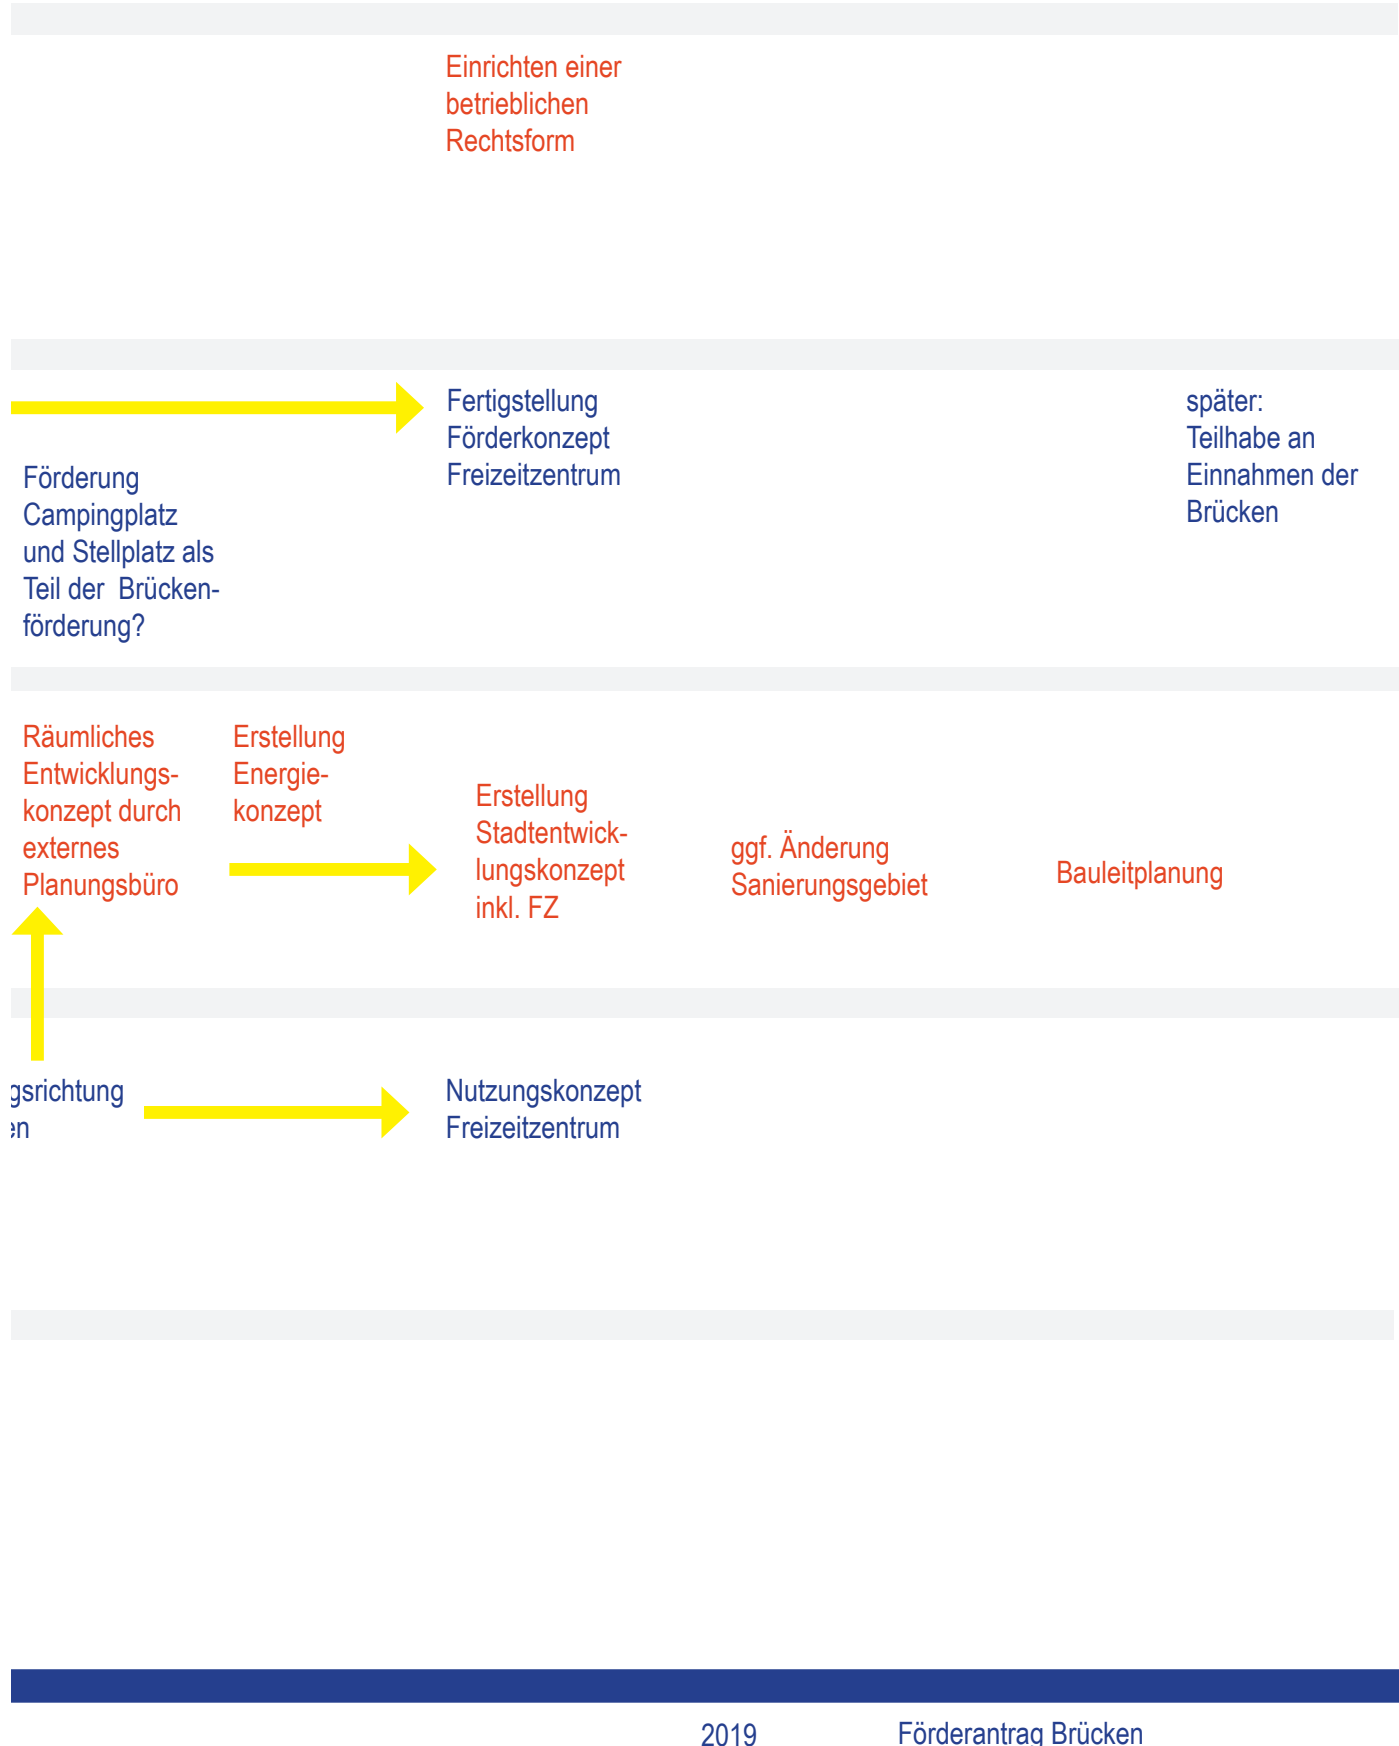 Einrichten einer
betrieblichen
Rechtsform
Fertigstellung
Förderkonzept
Freizeitzentrum
später:
Teilhabe an
Einnahmen der
Brücken
Förderung
Campingplatz
und Stellplatz als
Teil der  Brücken-
förderung?
Räumliches
Entwicklungs-
konzept durch
externes
Planungsbüro
Erstellung
Energie-
konzept
Erstellung
Stadtentwick-
lungskonzept
inkl. FZ
ggf. Änderung
Sanierungsgebiet
Bauleitplanung
gsrichtung
en
Nutzungskonzept
Freizeitzentrum
2019
Förderantrag Brücken